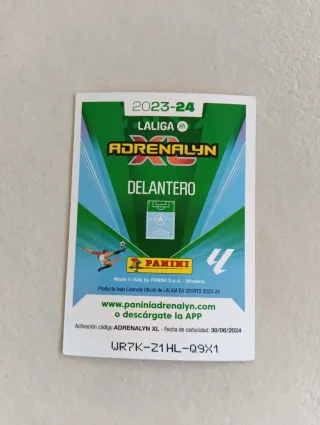 2023-24
LALIGA
ADRENALYN
XL
DELANTERO
PANINI
Made in Italy by PANINI S.p.A. - Modena
Producto bajo Licencia Oficial de LALIGA EA SPORTS 2023-24
www.paniniadrenalyn.com
o descárgate la APP
Activación código ADRENALYN XL - Fecha de caducidad: 30/06/2024
WR7K-Z1HL-Q9X1